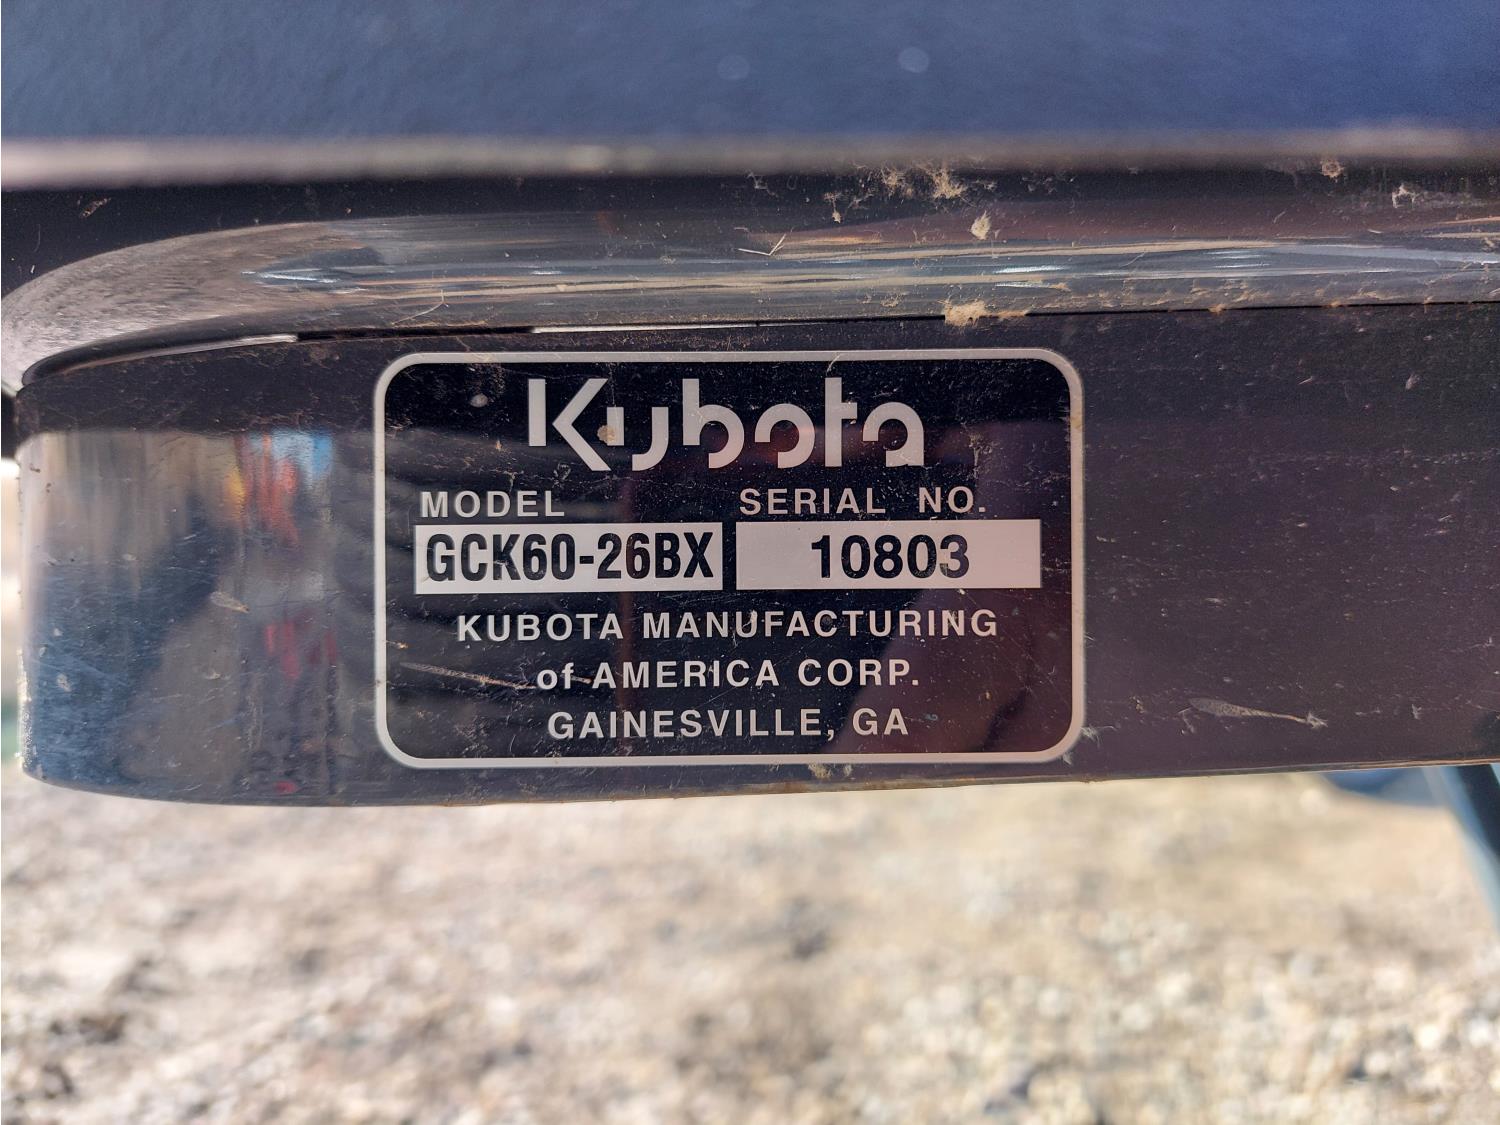 Kubota
MODEL SERIAL NO.
GCK60-26BX 10803
KUBOTA MANUFACTURING
of AMERICA CORP.
GAINESVILLE, GA